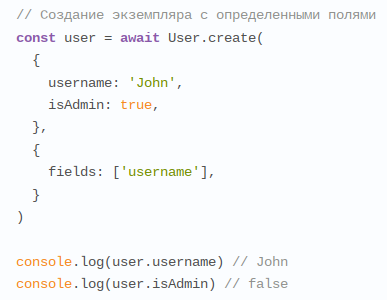 // Создание экземпляра с определенными полями
const user = await User.create(
  {
    username: 'John',
    isAdmin: true,
  },
  {
    fields: ['username'],
  }
)

console.log(user.username) // John
console.log(user.isAdmin) // false